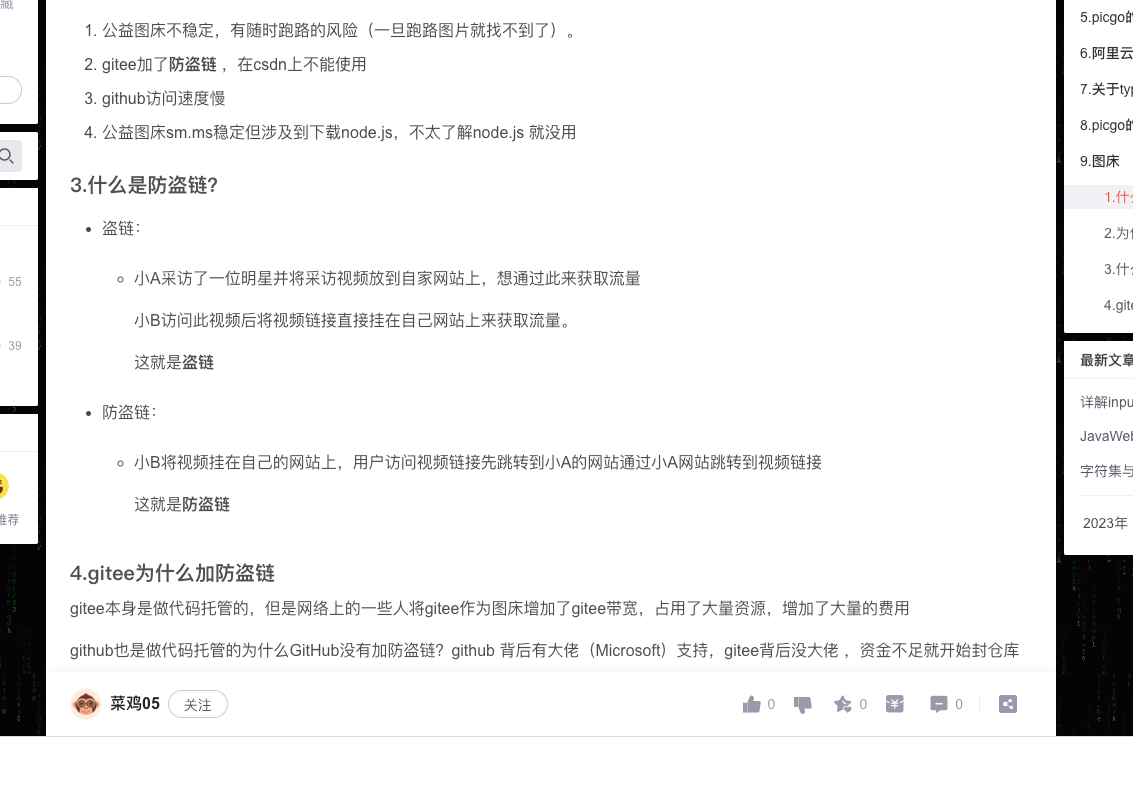 藏
55
39
推荐
1. 公益图床不稳定，有随时跑路的风险（一旦跑路图片就找不到了）。
2. gitee加了防盗链 ，在csdn上不能使用
3. github访问速度慢
4. 公益图床sm.ms稳定但涉及到下载node.js，不太了解node.js 就没用
3.什么是防盗链?
盗链：
小A采访了一位明星并将采访视频放到自家网站上，想通过此来获取流量
小B访问此视频后将视频链接直接挂在自己网站上来获取流量。
这就是盗链
防盗链：
小B将视频挂在自己的网站上，用户访问视频链接先跳转到小A的网站通过小A网站跳转到视频链接
这就是防盗链
4.gitee为什么加防盗链
gitee本身是做代码托管的，但是网络上的一些人将gitee作为图床增加了gitee带宽，占用了大量资源，增加了大量的费用
github也是做代码托管的为什么GitHub没有加防盗链？github 背后有大佬（Microsoft）支持，gitee背后没大佬 ，资金不足就开始封仓库
菜鸡05 关注 0 0 0
5.picgo的
6.阿里云
7.关于typ
8.picgo的
9.图床
1.什么
2.为什
3.什么
4.gite
最新文章
详解inpu
JavaWeb
字符集与
2023年